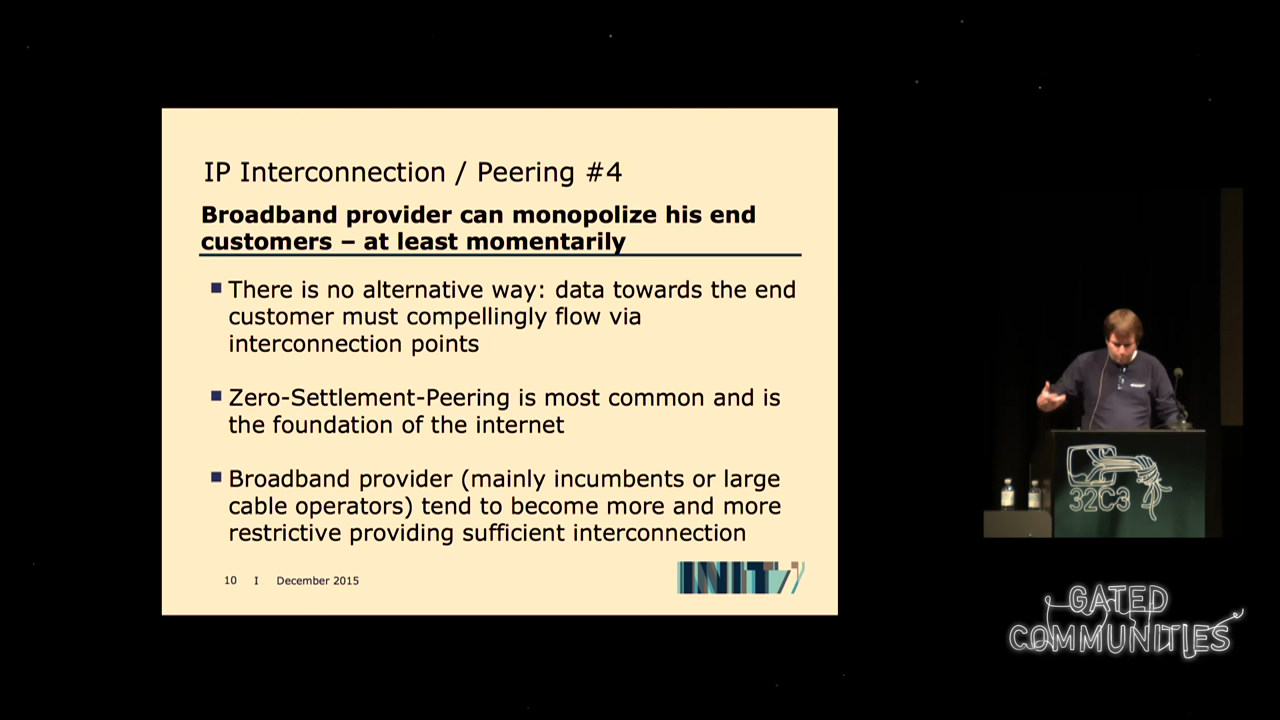 IP Interconnection / Peering #4
Broadband provider can monopolize his end
customers – at least momentarily
There is no alternative way: data towards the end
customer must compellingly flow via
interconnection points
Zero-Settlement-Peering is most common and is
the foundation of the internet
Broadband provider (mainly incumbents or large
cable operators) tend to become more and more
restrictive providing sufficient interconnection
10 I December 2015
INIT7
32C3
GATED
COMMUNITIES